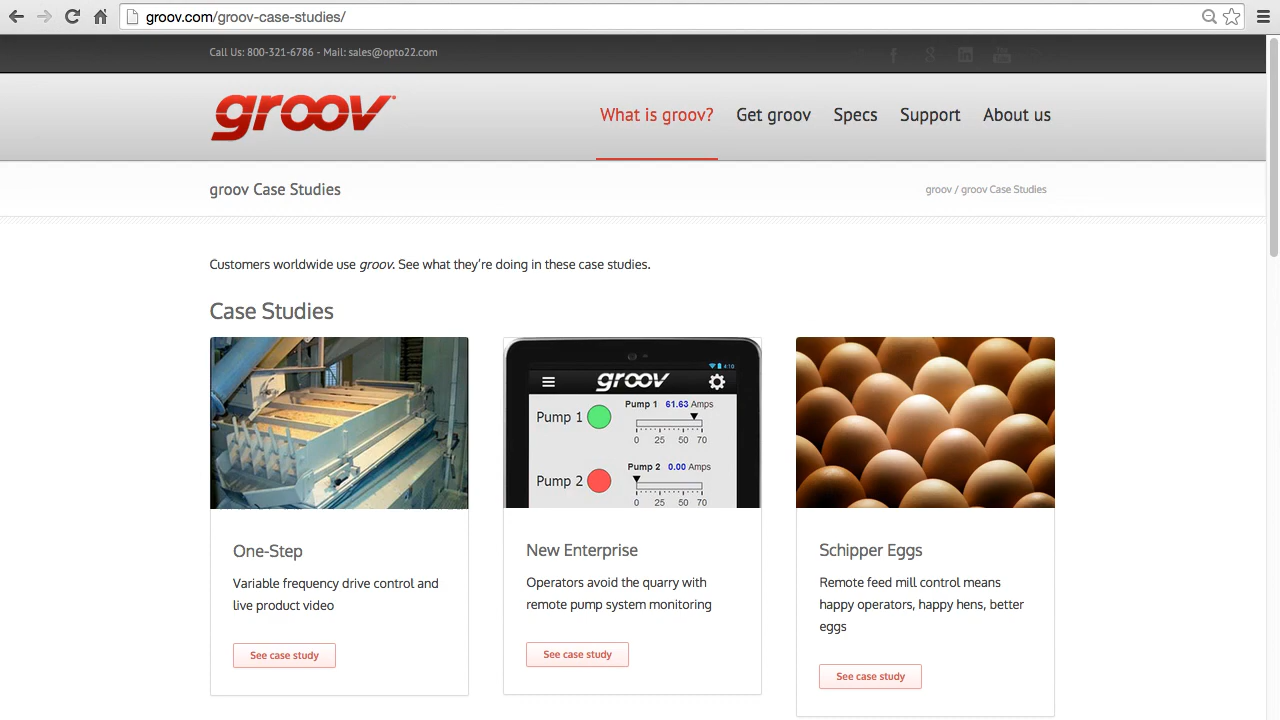 groov.com/groov-case-studies/
Call Us: 800-321-6786 - Mail: sales@opto22.com
groov
What is groov?
Get groov
Specs
Support
About us
groov Case Studies
groov / groov Case Studies
Customers worldwide use groov. See what they're doing in these case studies.
Case Studies
groov
4:10
Pump 1
Pump 1 61.63 Amps
0 25 50 70
Pump 2
Pump 2 0.00 Amps
0 25 50 70
One-Step
Variable frequency drive control and
live product video
See case study
New Enterprise
Operators avoid the quarry with
remote pump system monitoring
See case study
Schipper Eggs
Remote feed mill control means
happy operators, happy hens, better
eggs
See case study